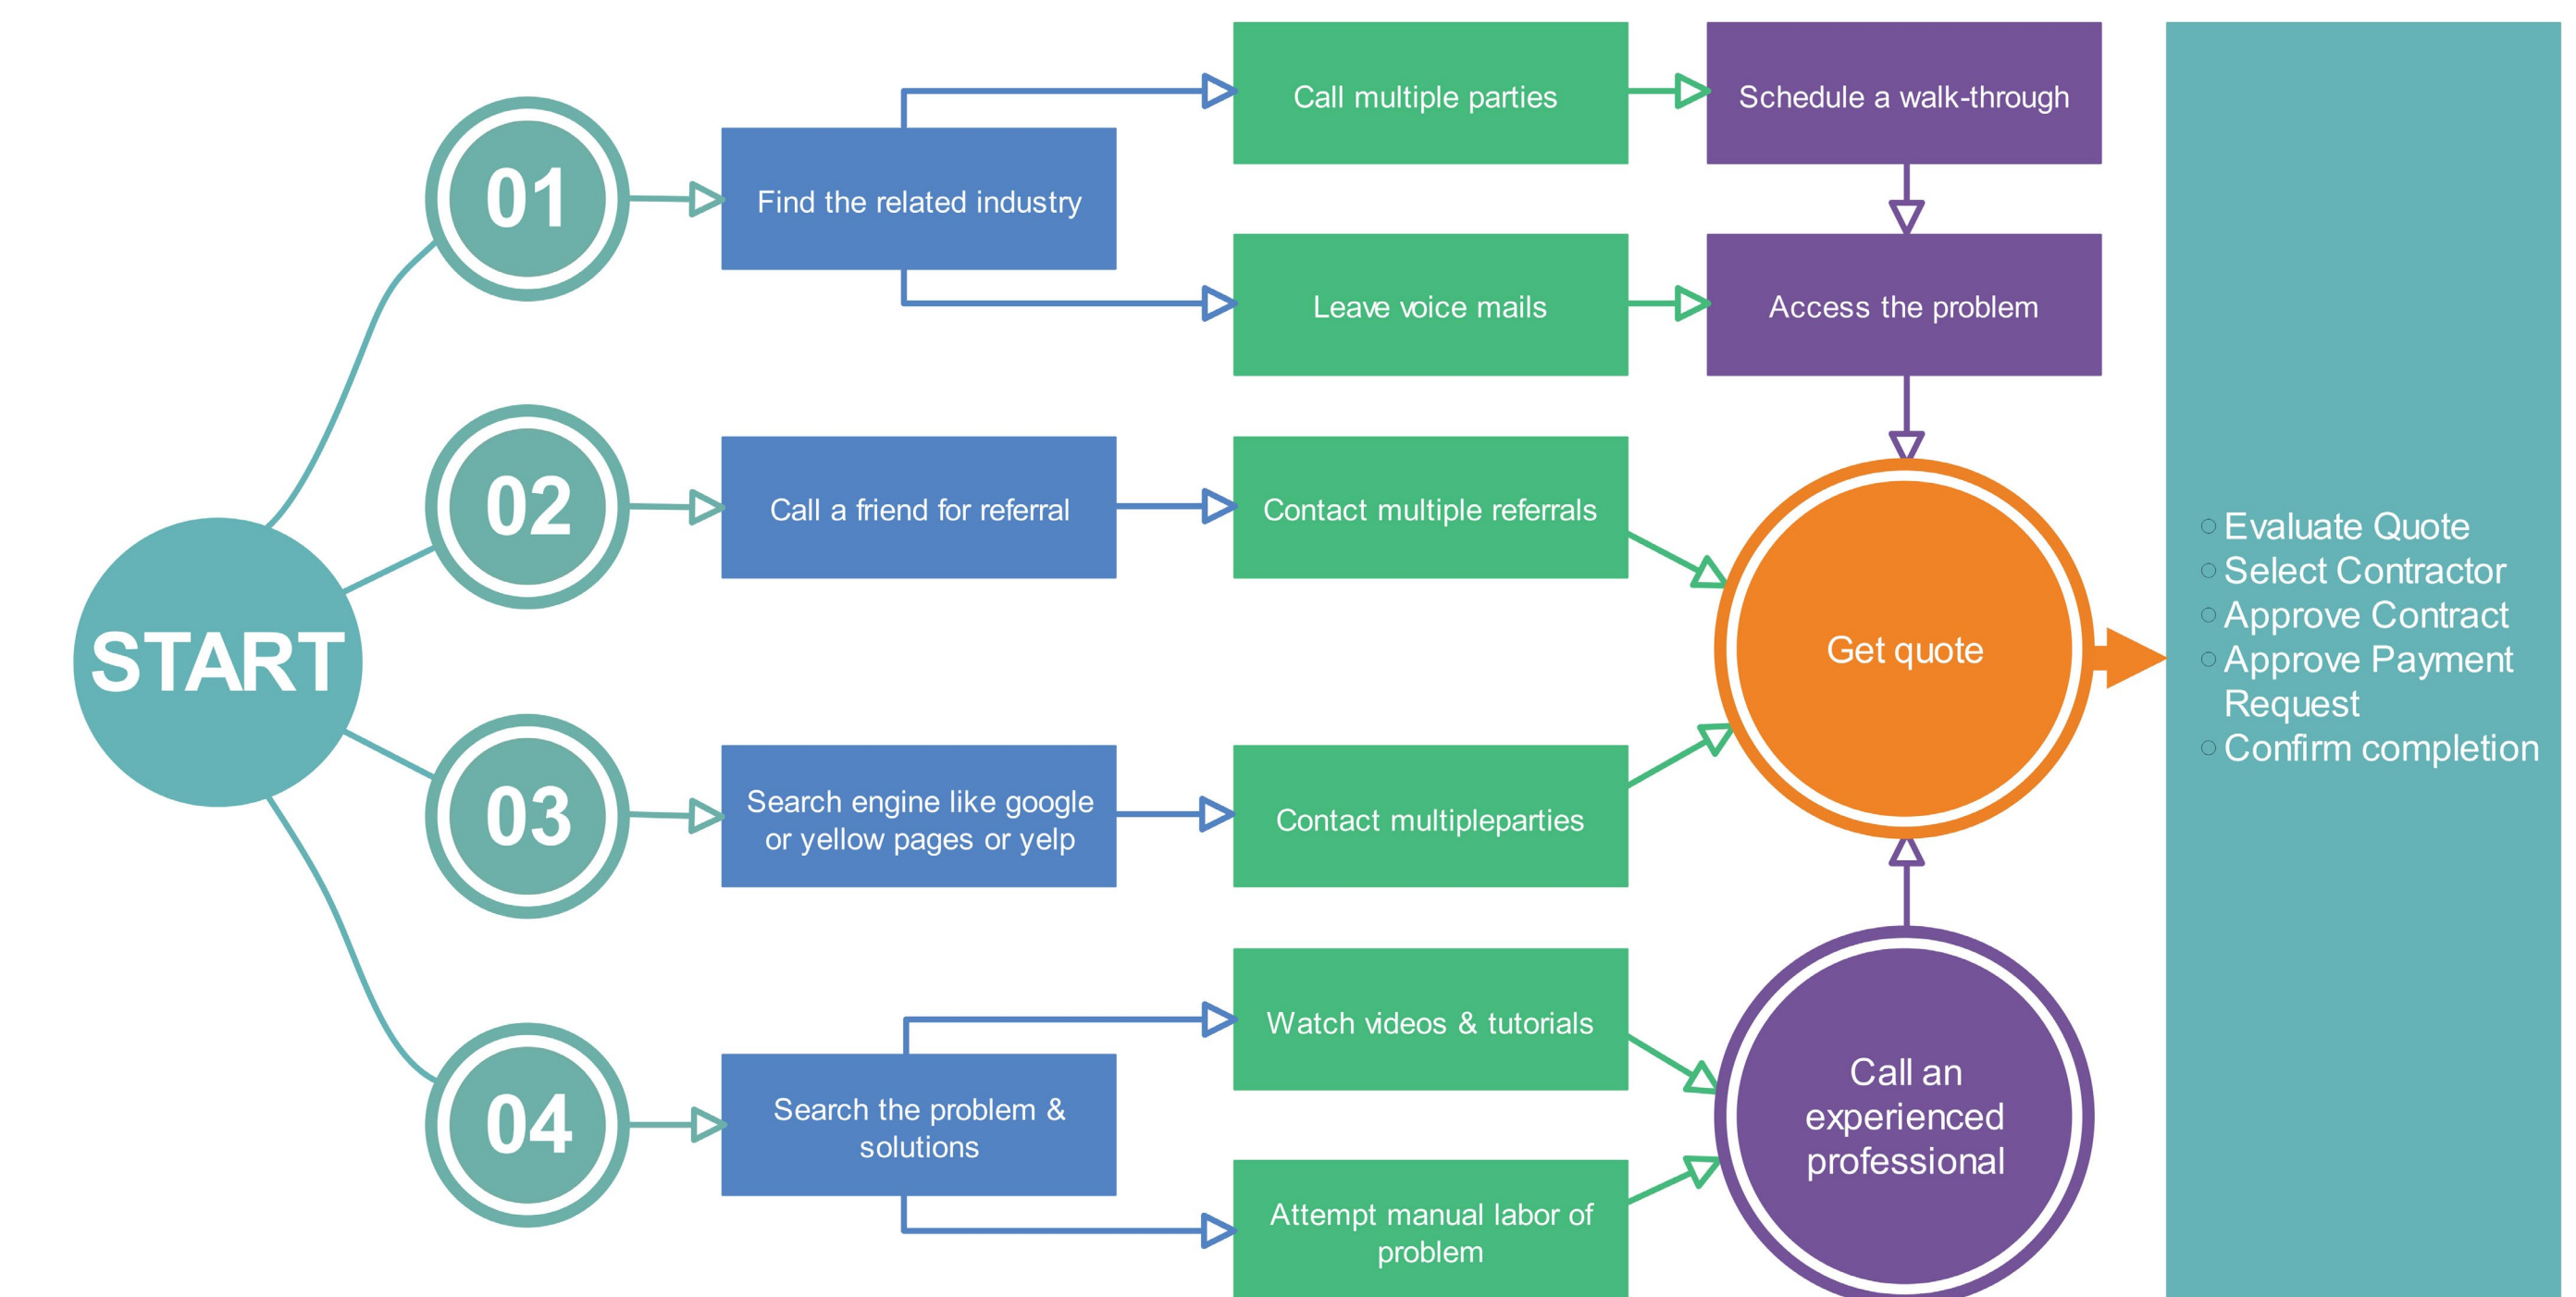 START
01
Find the related industry
Call multiple parties
Schedule a walk-through
Leave voice mails
Access the problem
02
Call a friend for referral
Contact multiple referrals
03
Search engine like google
or yellow pages or yelp
Contact multipleparties
Get quote
04
Search the problem &
solutions
Watch videos & tutorials
Attempt manual labor of
problem
Call an
experienced
professional
Evaluate Quote
Select Contractor
Approve Contract
Approve Payment
Request
Confirm completion